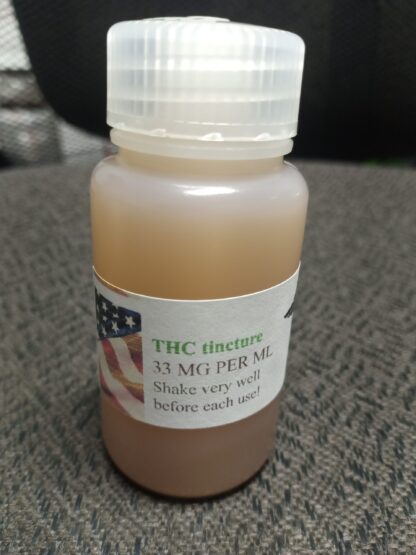 THC tincture
33 MG PER ML
Shake very well
before each use!